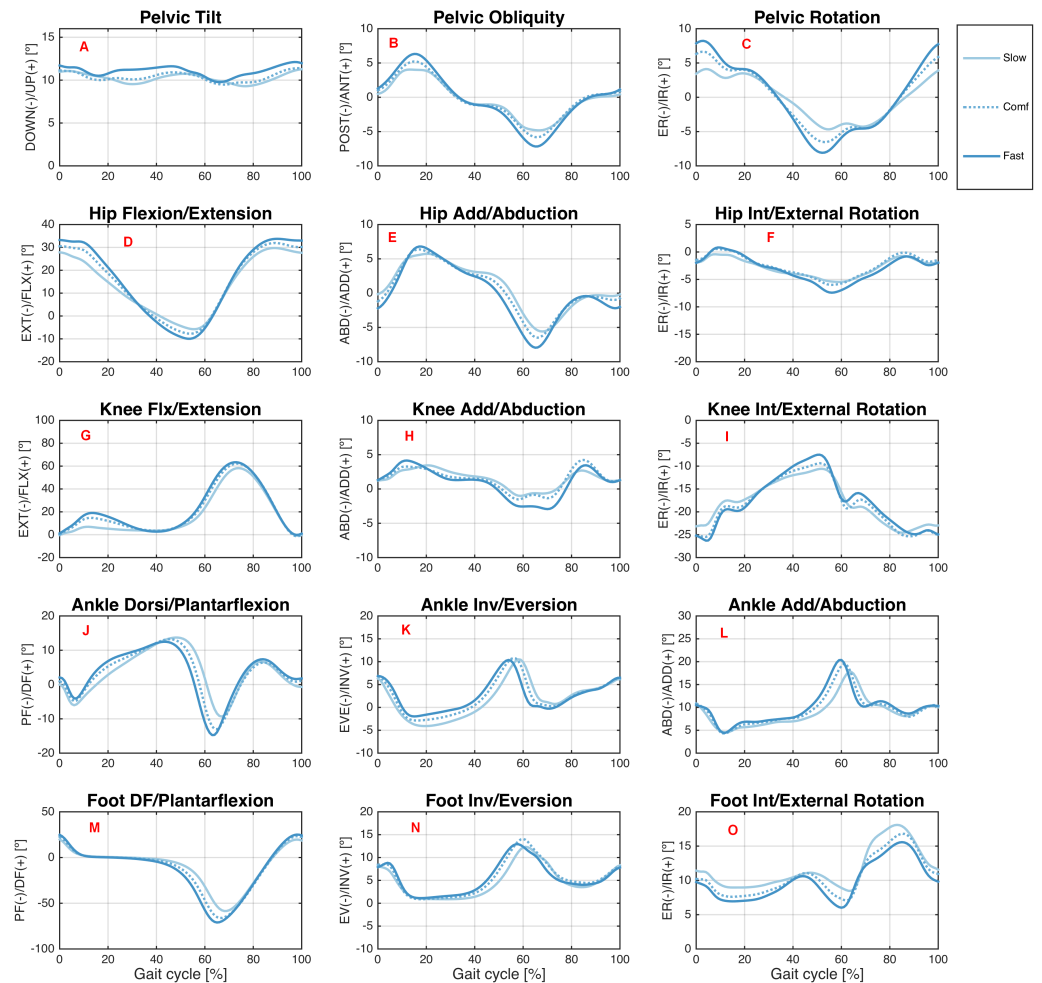 Pelvic Tilt
A
DOWN(-)/UP(+) [º]
15
10
5
0
0 20 40 60 80 100
Pelvic Obliquity
B
POST(-)/ANT(+) [º]
10
5
0
-5
-10
0 20 40 60 80 100
Pelvic Rotation
C
ER(-)/IR(+) [º]
10
5
0
-5
-10
0 20 40 60 80 100
Slow
Comf
Fast
Hip Flexion/Extension
D
EXT(-)/FLX(+) [º]
40
30
20
10
0
-10
-20
0 20 40 60 80 100
Hip Add/Abduction
E
ABD(-)/ADD(+) [º]
10
5
0
-5
-10
0 20 40 60 80 100
Hip Int/External Rotation
F
ER(-)/IR(+) [º]
5
0
-5
-10
-15
-20
0 20 40 60 80 100
Knee Flx/Extension
G
EXT(-)/FLX(+) [º]
100
80
60
40
20
0
-20
0 20 40 60 80 100
Knee Add/Abduction
H
ABD(-)/ADD(+) [º]
10
5
0
-5
-10
0 20 40 60 80 100
Knee Int/External Rotation
I
ER(-)/IR(+) [º]
-0
-5
-10
-15
-20
-25
-30
0 20 40 60 80 100
Ankle Dorsi/Plantarflexion
J
PF(-)/DF(+) [º]
20
10
0
-10
-20
0 20 40 60 80 100
Ankle Inv/Eversion
K
EVE(-)/INV(+) [º]
20
15
10
5
0
-5
-10
0 20 40 60 80 100
Ankle Add/Abduction
L
ABD(-)/ADD(+) [º]
30
25
20
15
10
5
0
0 20 40 60 80 100
Foot DF/Plantarflexion
M
PF(-)/DF(+) [º]
50
0
-50
-100
0 20 40 60 80 100
Gait cycle [%]
Foot Inv/Eversion
N
EV(-)/INV(+) [º]
20
15
10
5
0
-5
-10
0 20 40 60 80 100
Gait cycle [%]
Foot Int/External Rotation
O
ER(-)/IR(+) [º]
20
15
10
5
0
0 20 40 60 80 100
Gait cycle [%]